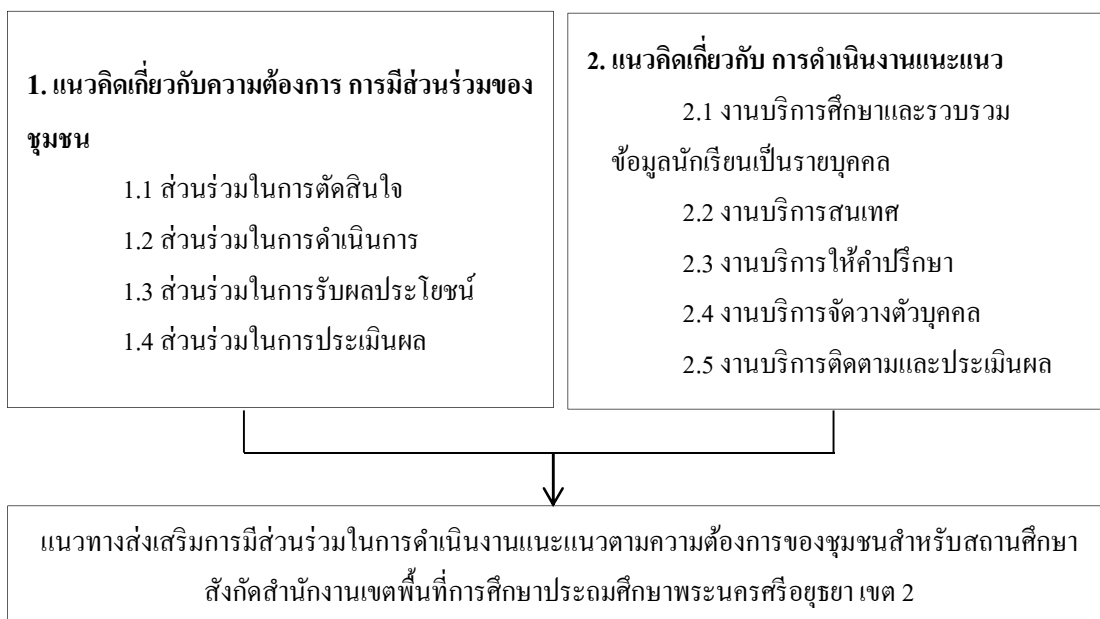 1. แนวคิดเกี่ยวกับความต้องการ การมีส่วนร่วมของ
ชุมชน
1.1 ส่วนร่วมในการตัดสินใจ
1.2 ส่วนร่วมในการดำเนินการ
1.3 ส่วนร่วมในการรับผลประโยชน์
1.4 ส่วนร่วมในการประเมินผล
2. แนวคิดเกี่ยวกับ การดำเนินงานแนะแนว
2.1 งานบริการศึกษาและรวบรวม
ข้อมูลนักเรียนเป็นรายบุคคล
2.2 งานบริการสนเทศ
2.3 งานบริการให้คำปรึกษา
2.4 งานบริการจัดวางตัวบุคคล
2.5 งานบริการติดตามและประเมินผล
แนวทางส่งเสริมการมีส่วนร่วมในการดำเนินงานแนะแนวตามความต้องการของชุมชนสำหรับสถานศึกษา
สังกัดสำนักงานเขตพื้นที่การศึกษาประถมศึกษาพระนครศรีอยุธยา เขต 2